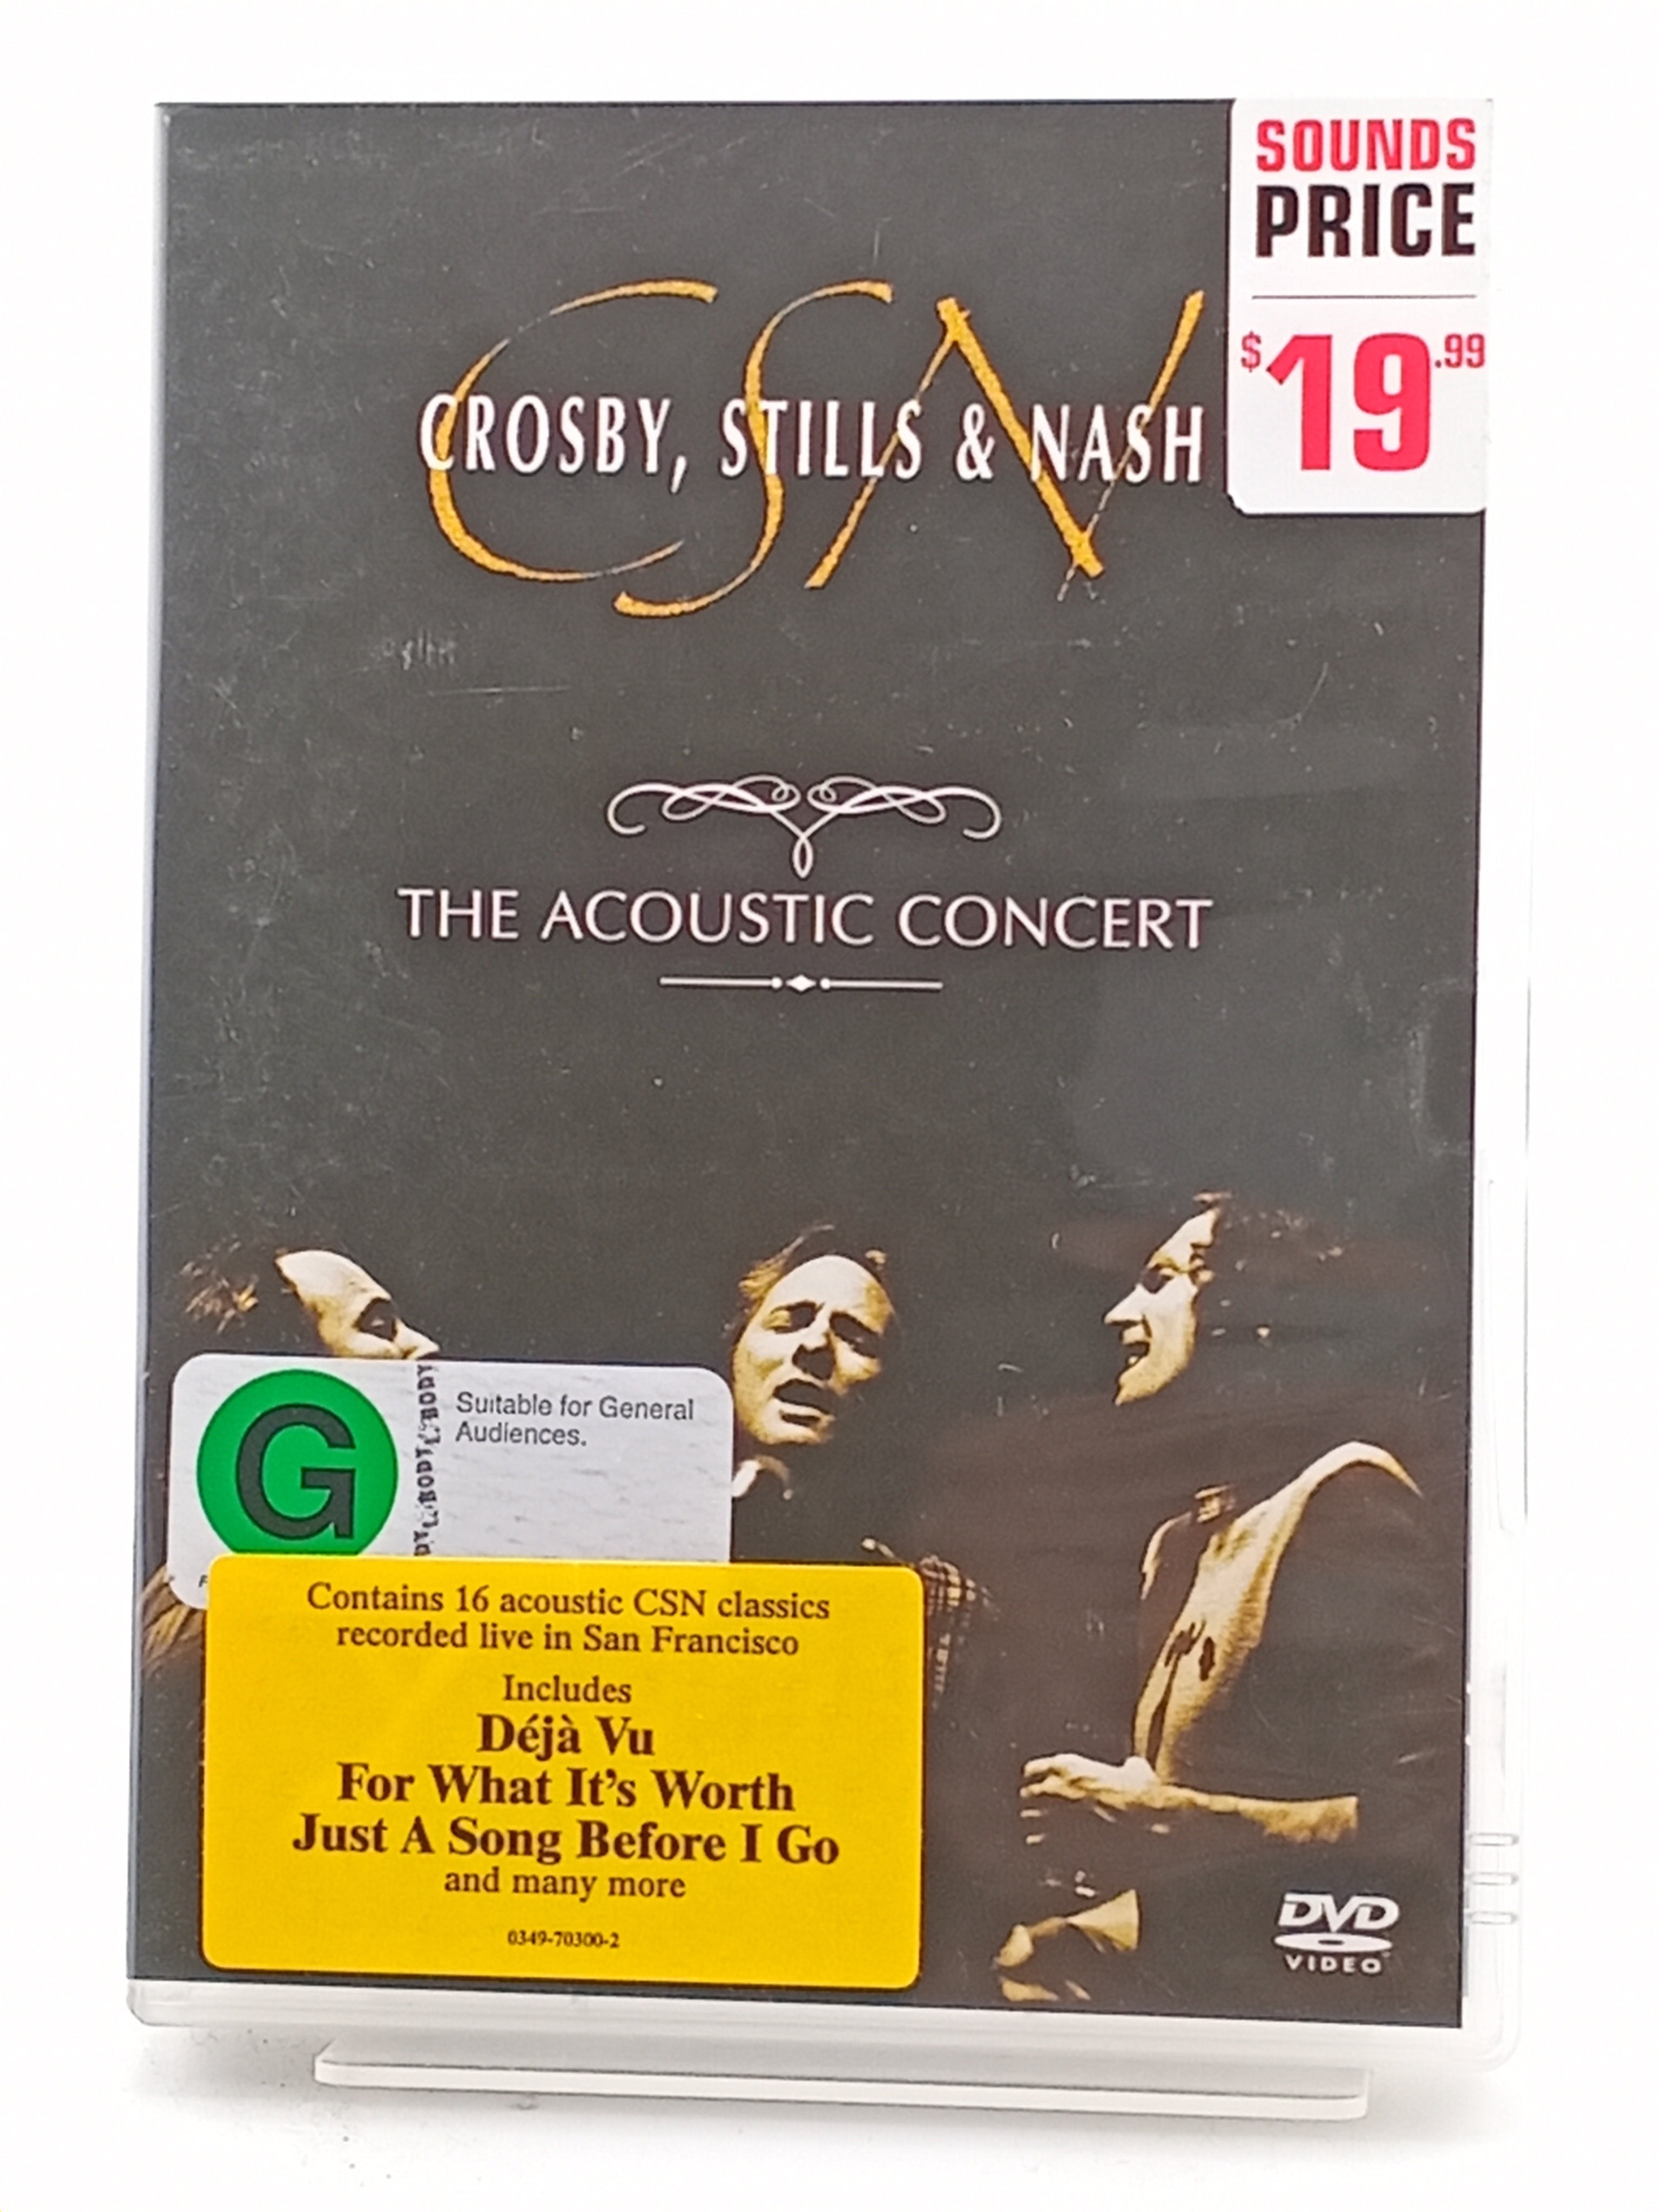 SOUNDS
PRICE
$19.99
CSN
CROSBY, STILLS & NASH
THE ACOUSTIC CONCERT
G
Suitable for General
Audiences.
Contains 16 acoustic CSN classics
recorded live in San Francisco
Includes
Déjà Vu
For What It's Worth
Just A Song Before I Go
and many more
0349-70300-2
DVD
VIDEO